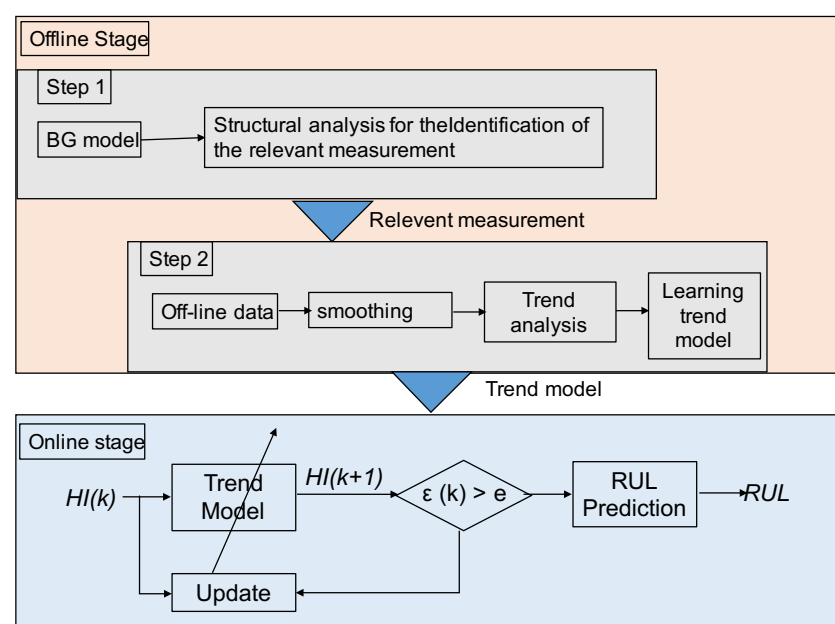 Offline Stage
Step 1
BG model
Structural analysis for theIdentification of
the relevant measurement
Relevent measurement
Step 2
Off-line data
smoothing
Trend
analysis
Learning
trend
model
Trend model
Online stage
HI(k)
Trend
Model
HI(k+1)
ε (k) > e
RUL
Prediction
RUL
Update